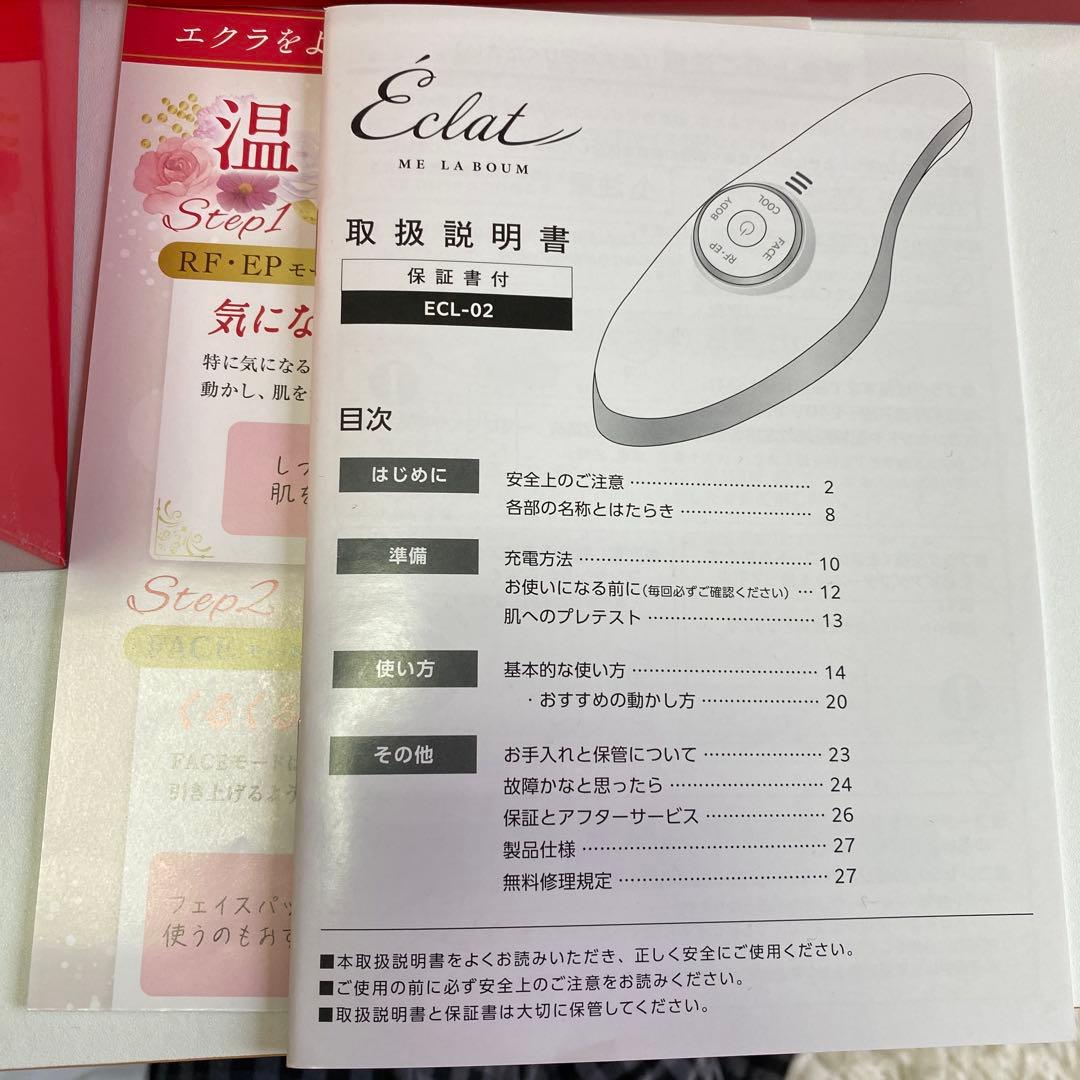 エクラをよ
温
Step1
RF・EPモー
気にな
特に気になる
動かし、肌を
しっ
肌を
Step2
FACE モー
くるくる
FACEモードに
引き上げるよう
フェイスパッ
使うのもおす
Éclat
ME LA BOUM
取扱説明書
保証書付
ECL-02
BODY
COOL
RF・EP
FACE
目次
はじめに
安全上のご注意 2
各部の名称とはたらき 8
準備
充電方法 10
お使いになる前に(毎回必ずご確認ください) 12
肌へのプレテスト 13
使い方
基本的な使い方 14
・おすすめの動かし方 20
その他
お手入れと保管について 23
故障かなと思ったら 24
保証とアフターサービス 26
製品仕様 27
無料修理規定 27
■本取扱説明書をよくお読みいただき、正しく安全にご使用ください。
■ご使用の前に必ず安全上のご注意をお読みください。
■取扱説明書と保証書は大切に保管してください。